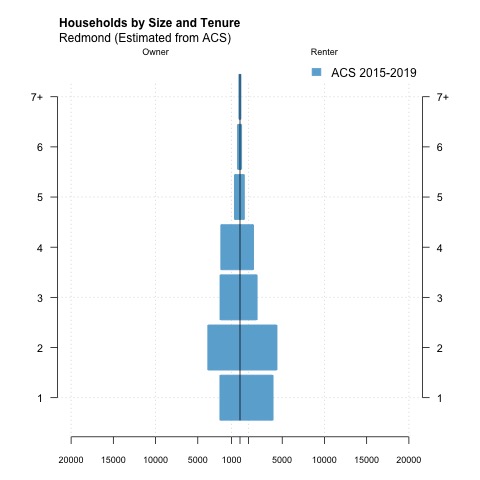 Households by Size and Tenure
Redmond (Estimated from ACS)
Owner Renter
ACS 2015-2019
7+ 7+
6 6
5 5
4 4
3 3
2 2
1 1
20000 15000 10000 5000 1000 5000 10000 15000 20000